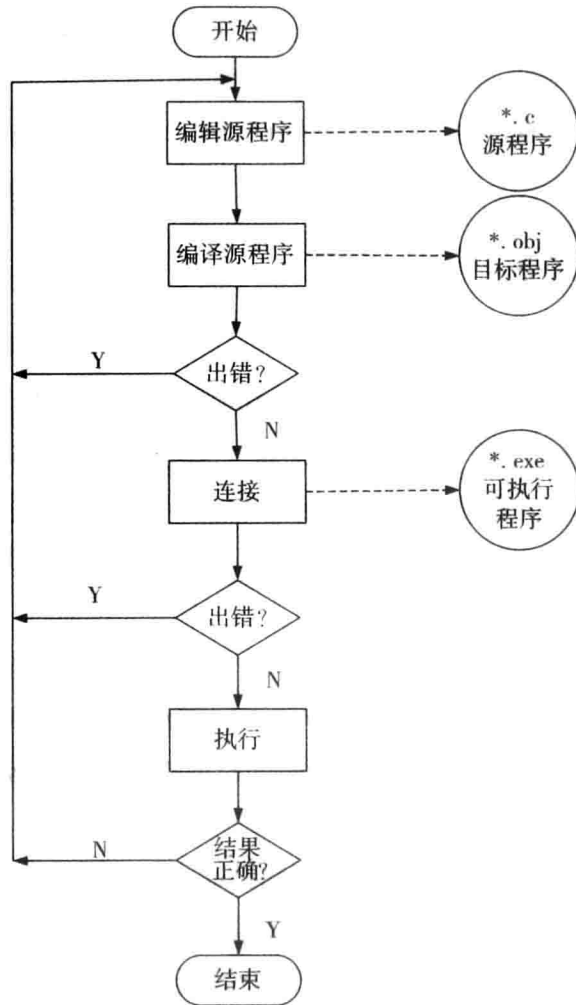 开始
编辑源程序
*. c
源程序
编译源程序
*. obj
目标程序
出错?
Y
N
连接
*. exe
可执行
程序
出错?
Y
N
执行
结果
正确?
N
Y
结束